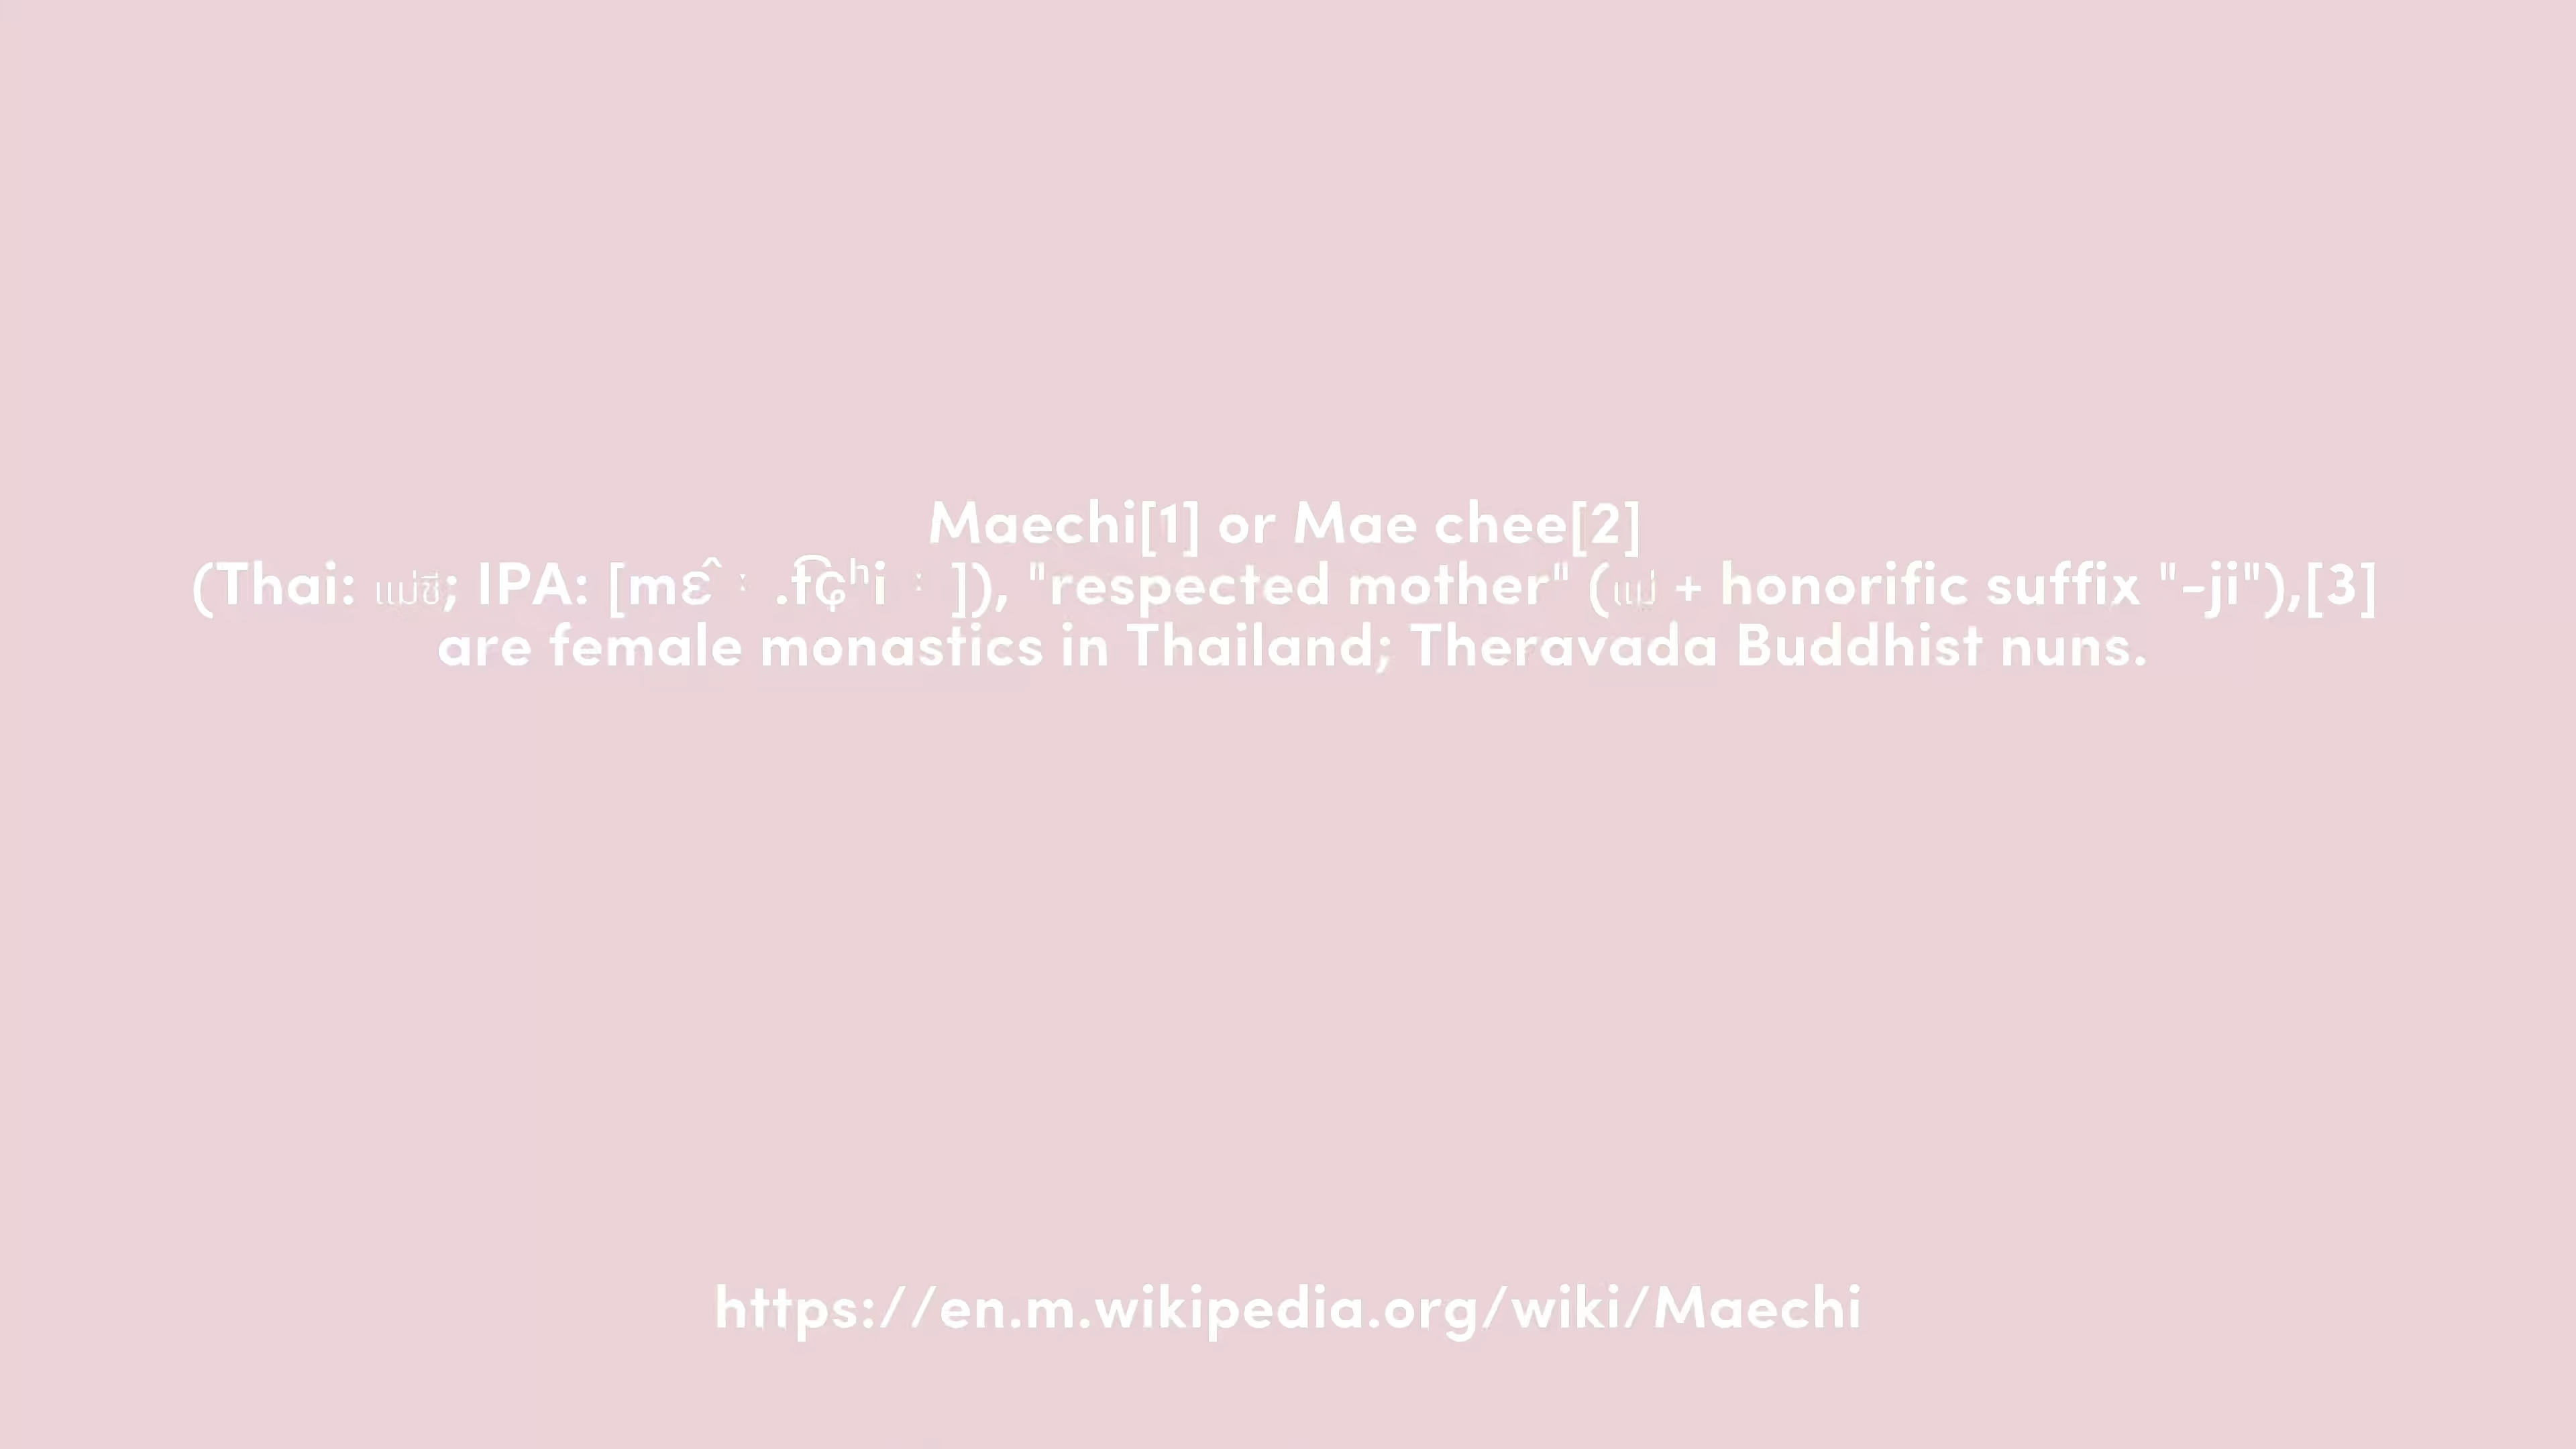 Maechi[1] or Mae chee[2]
(Thai: แม่ชี; IPA: [mɛ̂ː.t͡ɕʰiː]), "respected mother" (แม่ + honorific suffix "-ji"),[3]
are female monastics in Thailand; Theravada Buddhist nuns.
https://en.m.wikipedia.org/wiki/Maechi